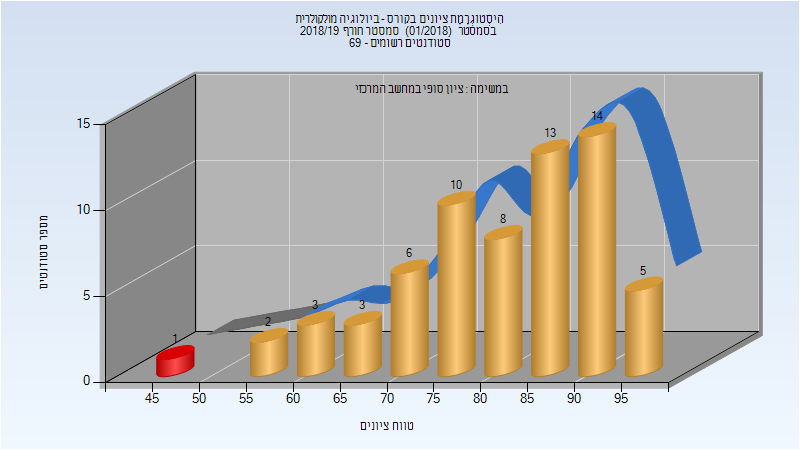 היסטוגרמת ציונים בקורס - ביולוגיה מולקולרית
בסמסטר (01/2018) סמסטר חורף 2018/19
סטודנטים רשומים - 69
במשימה : ציון סופי במחשב המרכזי
מספר סטודנטים
15
10
5
0
1
2
3
3
6
10
8
13
14
5
45 50 55 60 65 70 75 80 85 90 95
טווח ציונים